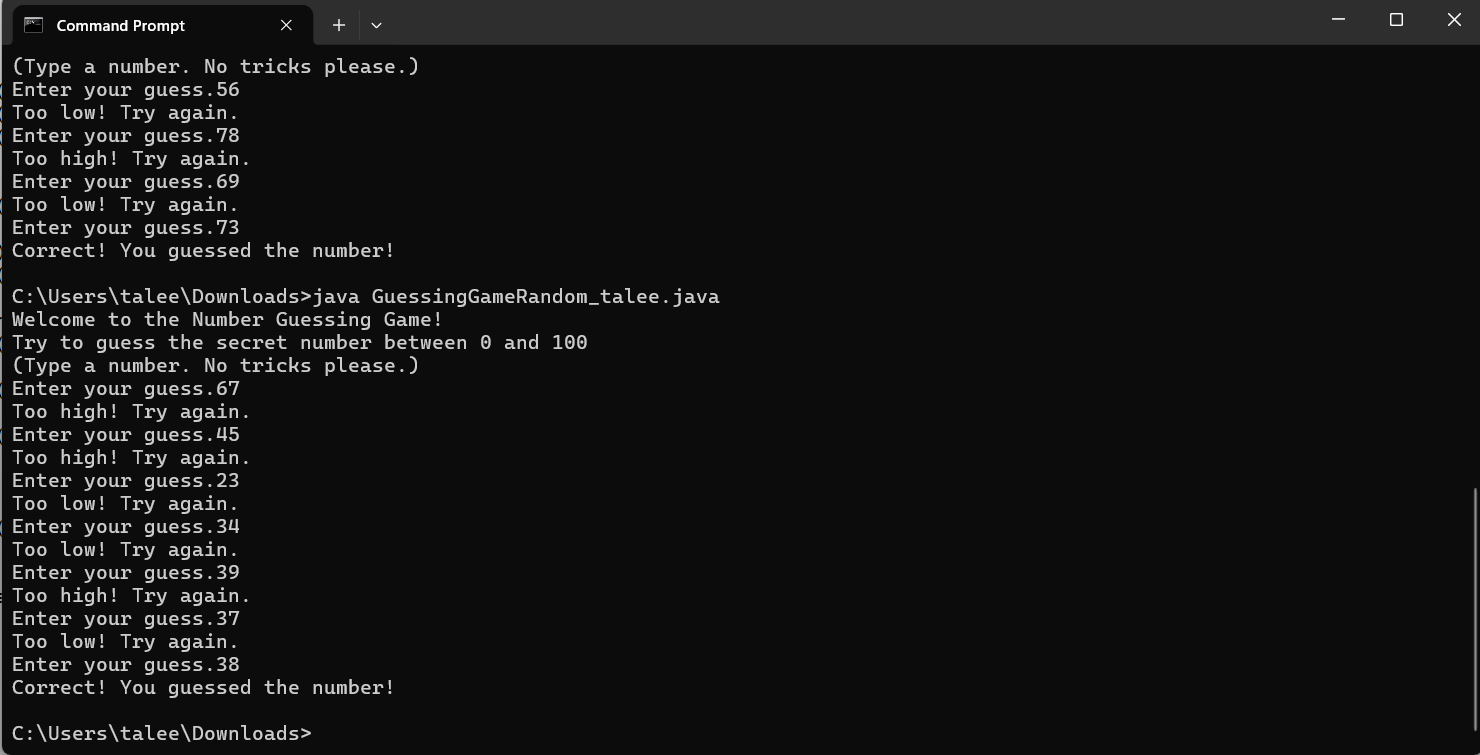 Command Prompt
(Type a number. No tricks please.)
Enter your guess.56
Too low! Try again.
Enter your guess.78
Too high! Try again.
Enter your guess.69
Too low! Try again.
Enter your guess.73
Correct! You guessed the number!
C:\Users\talee\Downloads>java GuessingGameRandom_talee.java
Welcome to the Number Guessing Game!
Try to guess the secret number between 0 and 100
(Type a number. No tricks please.)
Enter your guess.67
Too high! Try again.
Enter your guess.45
Too high! Try again.
Enter your guess.23
Too low! Try again.
Enter your guess.34
Too low! Try again.
Enter your guess.39
Too high! Try again.
Enter your guess.37
Too low! Try again.
Enter your guess.38
Correct! You guessed the number!
C:\Users\talee\Downloads>